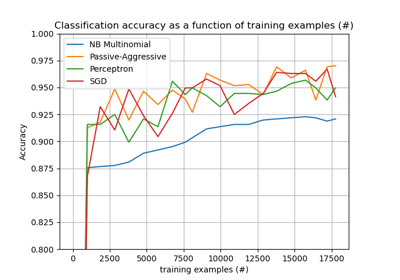 Classification accuracy as a function of training examples (#)
1.000
0.975
0.950
0.925
0.900
0.875
0.850
0.825
0.800
Accuracy
NB Multinomial
Passive-Aggressive
Perceptron
SGD
0 2500 5000 7500 10000 12500 15000 17500
training examples (#)